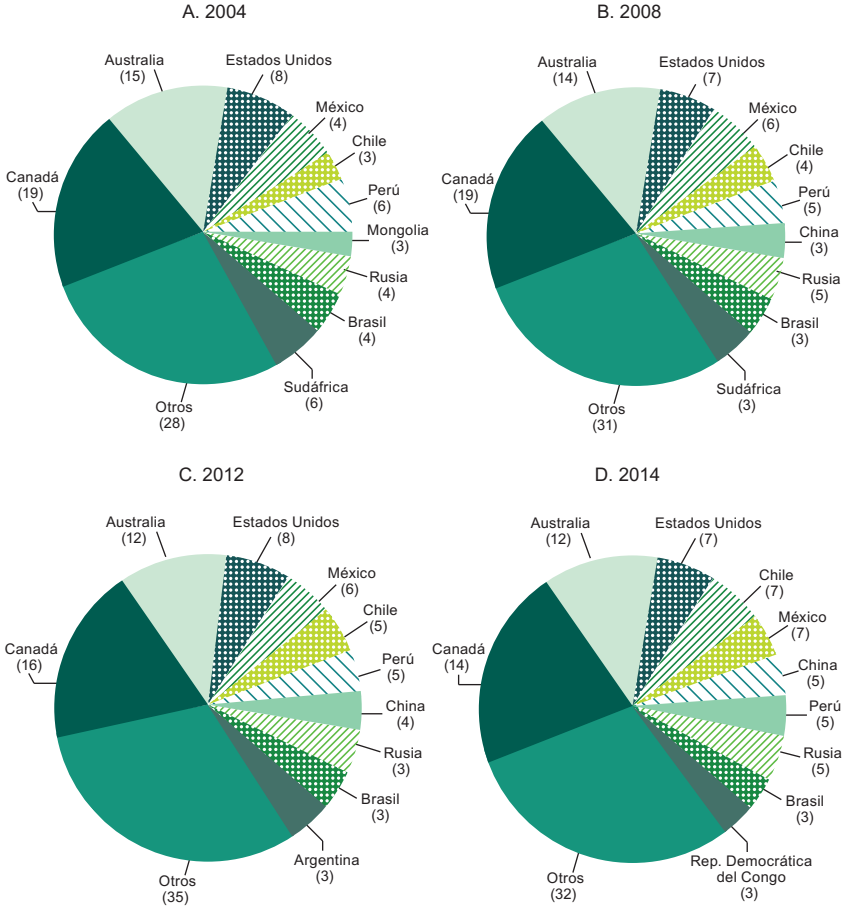 A. 2004
Australia
(15)
Estados Unidos
(8)
México
(4)
Chile
(3)
Perú
(6)
Mongolia
(3)
Rusia
(4)
Brasil
(4)
Sudáfrica
(6)
Otros
(28)
Canadá
(19)
B. 2008
Australia
(14)
Estados Unidos
(7)
México
(6)
Chile
(4)
Perú
(5)
China
(3)
Rusia
(5)
Brasil
(3)
Sudáfrica
(3)
Otros
(31)
Canadá
(19)
C. 2012
Australia
(12)
Estados Unidos
(8)
México
(6)
Chile
(5)
Perú
(5)
China
(4)
Rusia
(3)
Brasil
(3)
Argentina
(3)
Otros
(35)
Canadá
(16)
D. 2014
Australia
(12)
Estados Unidos
(7)
Chile
(7)
México
(7)
China
(5)
Perú
(5)
Rusia
(5)
Brasil
(3)
Rep. Democrática
del Congo
(3)
Otros
(32)
Canadá
(14)